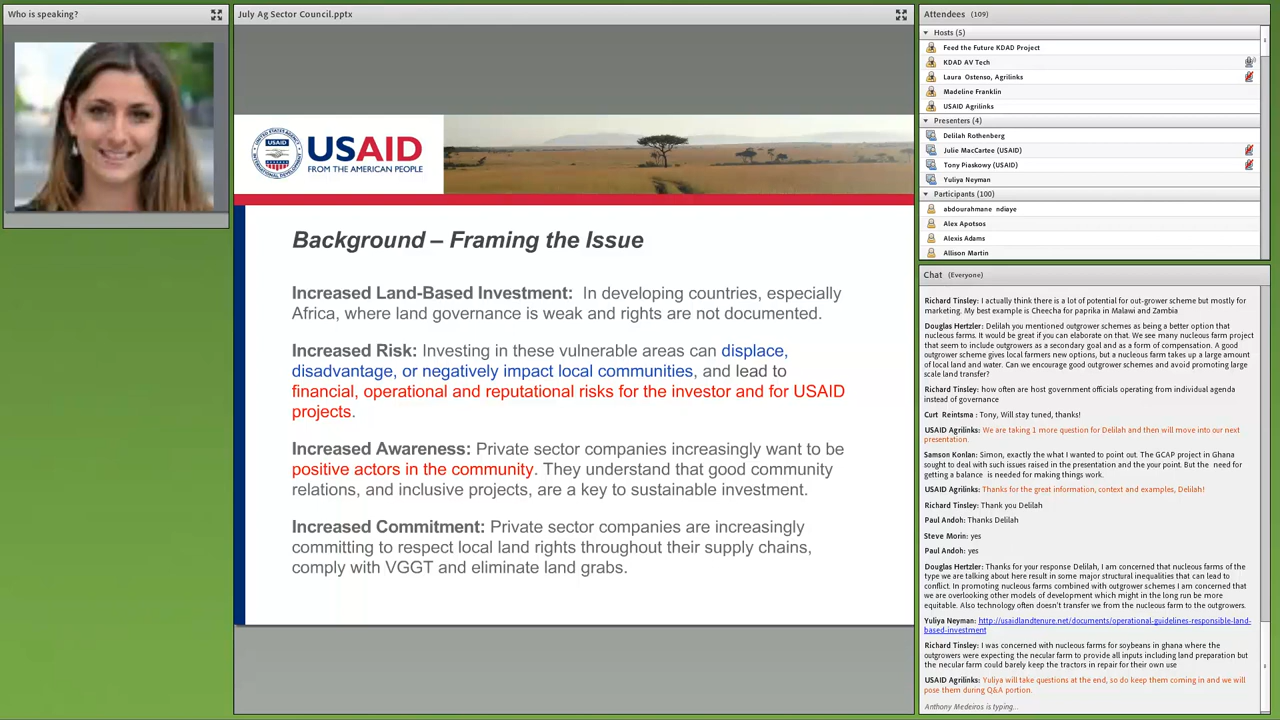 Who is speaking?
July Ag Sector Council.pptx
USAID
USAID
FROM THE AMERICAN PEOPLE
Background – Framing the Issue
Increased Land-Based Investment: In developing countries, especially
Africa, where land governance is weak and rights are not documented.
Increased Risk: Investing in these vulnerable areas can displace,
disadvantage, or negatively impact local communities, and lead to
financial, operational and reputational risks for the investor and for USAID
projects.
Increased Awareness: Private sector companies increasingly want to be
positive actors in the community. They understand that good community
relations, and inclusive projects, are a key to sustainable investment.
Increased Commitment: Private sector companies are increasingly
committing to respect local land rights throughout their supply chains,
comply with VGGT and eliminate land grabs.
Attendees (109)
Hosts (5)
Feed the Future KDAD Project
KDAD AV Tech
Laura Ostenso, Agrilinks
Madeline Franklin
USAID Agrilinks
Presenters (4)
Delilah Rothenberg
Julie MacCartee (USAID)
Tony Piaskowy (USAID)
Yuliya Neyman
Participants (100)
abdourahmane ndiaye
Alex Apotsos
Alexis Adams
Allison Martin
Chat (Everyone)
Richard Tinsley: I actually think there is a lot of potential for out-grower scheme but mostly for
marketing. My best example is Cheecha for paprika in Malawi and Zambia
Douglas Hertzler: Delilah you mentioned outgrower schemes as being a better option that
nucleous farms. It would be great if you can elaborate on that. We see many nucleous farm project
that seem to include outgrowers as a secondary goal and as a form of compensation. A good
outgrower scheme gives local farmers new options, but a nucleous farm takes up a large amount
of local land and water. Can we encourage good outgrower schemes and avoid promoting large
scale land transfer?
Richard Tinsley: how often are host government officials operating from individual agenda
instead of governance
Curt Reintsma : Tony, Will stay tuned, thanks!
USAID Agrilinks: We are taking 1 more question for Delilah and then will move into our next
presentation.
Samson Konlan: Simon, exactly the what I wanted to point out. The GCAP project in Ghana
sought to deal with such issues raised in the presentation and the your point. But the need for
getting a balance is needed for making things work.
USAID Agrilinks: Thanks for the great information, context and examples, Delilah!
Richard Tinsley: Thank you Delilah
Paul Andoh: Thanks Delilah
Steve Morin: yes
Paul Andoh: yes
Douglas Hertzler: Thanks for your response Delilah, I am concerned that nucleous farms of the
type we are talking about here result in some major structural inequalities that can lead to
conflict. In promoting nucleous farms combined with outgrower schemes I am concerned that
we are overlooking other models of development which might in the long run be more
equitable. Also technology often doesn't transfer we from the nucleous farm to the outgrowers.
Yuliya Neyman: http://usaidlandtenure.net/documents/operational-guidelines-responsible-land-
based-investment
Richard Tinsley: I was concerned with nucleous farms for soybeans in ghana where the
outgrowers were expecting the necular farm to provide all inputs including land preparation but
the necular farm could barely keep the tractors in repair for their own use
USAID Agrilinks: Yuliya will take questions at the end, so do keep them coming in and we will
pose them during Q&A portion.
Anthony Medeiros is typing...